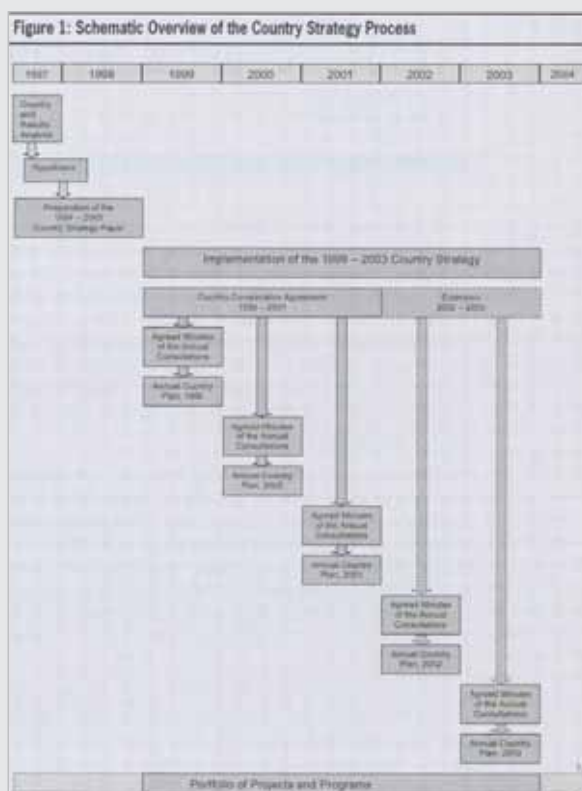 Figure 1: Schematic Overview of the Country Strategy Process
1997 1998 1999 2000 2001 2002 2003 2004
Country
and
Results
Analysis
Preparation of the
1999 – 2003
Country Strategy Paper
Implementation of the 1999 – 2003 Country Strategy
Country Cooperation Agreement
1999 – 2001
Extension
2002 – 2003
Agreed Minutes
of the Annual
Consultations
Annual Country
Plan, 1999
Agreed Minutes
of the Annual
Consultations
Annual Country
Plan, 2000
Agreed Minutes
of the Annual
Consultations
Annual Country
Plan, 2001
Agreed Minutes
of the Annual
Consultations
Annual Country
Plan, 2002
Agreed Minutes
of the Annual
Consultations
Annual Country
Plan, 2003
Portfolio of Projects and Programs